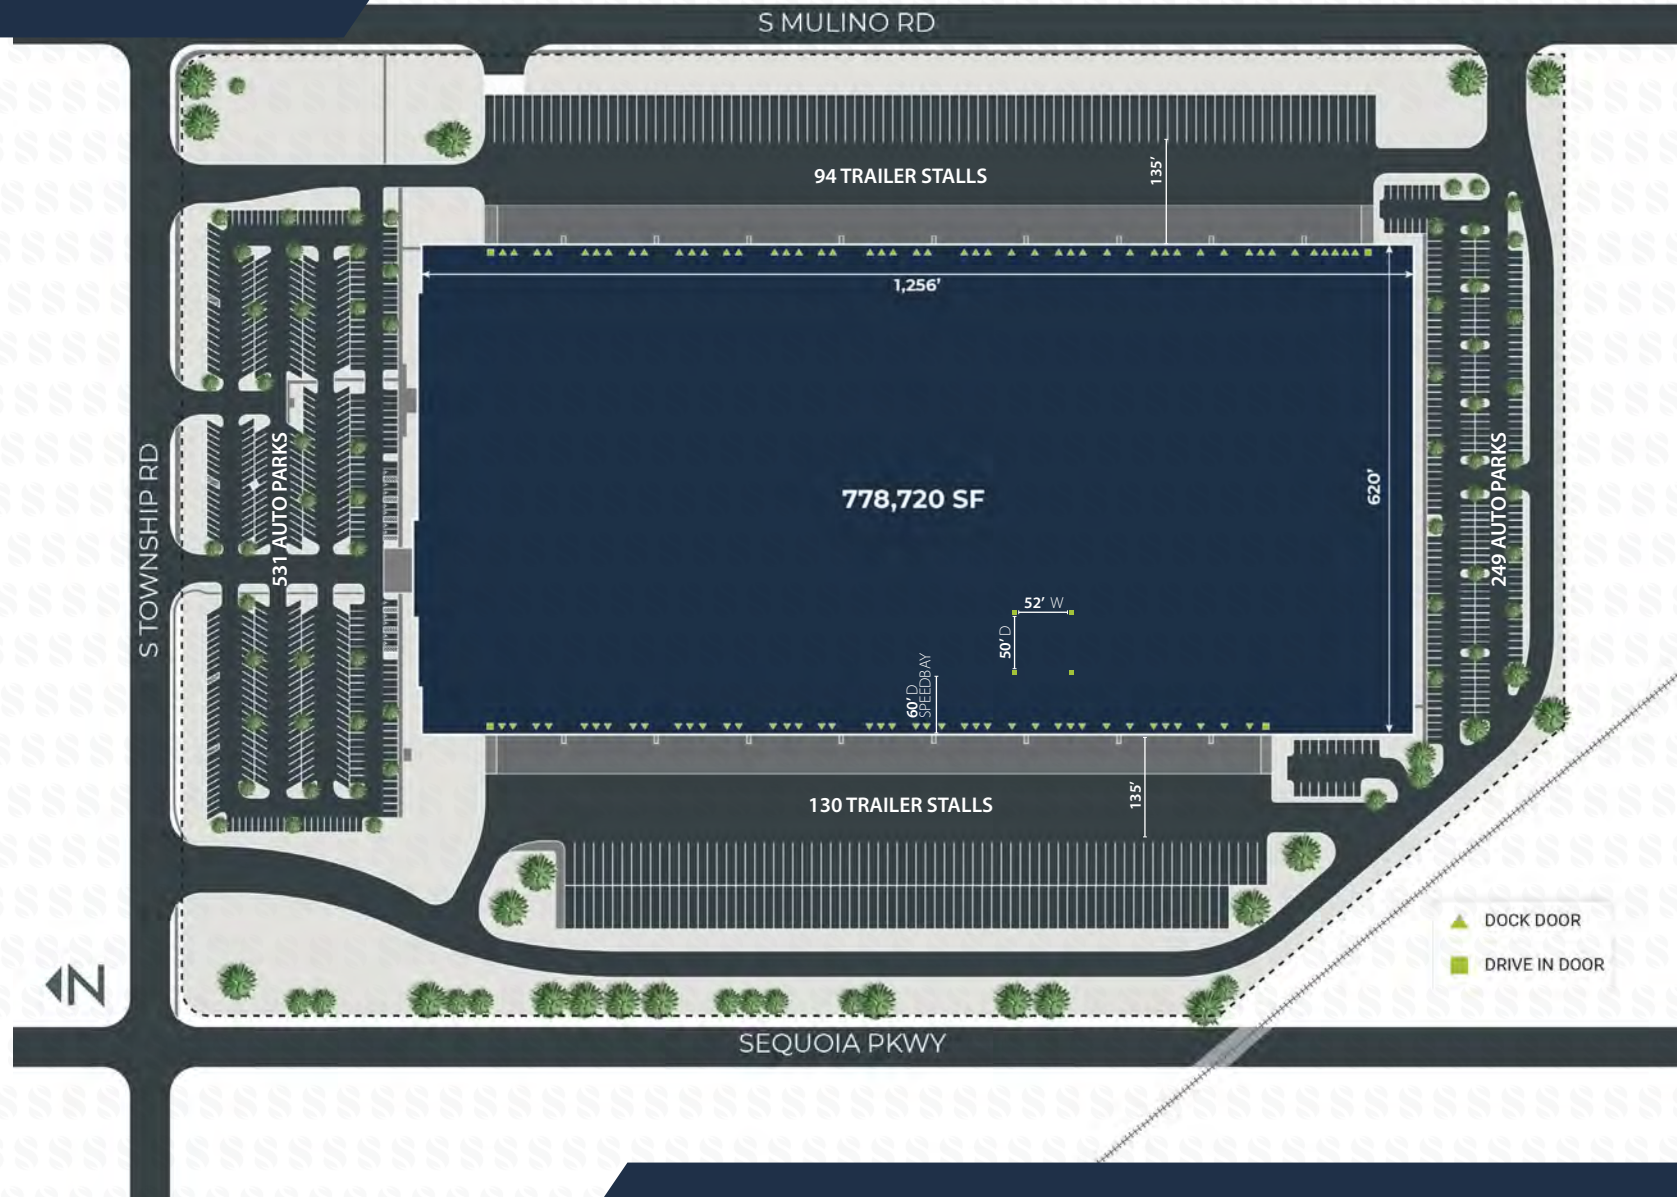 S MULINO RD
94 TRAILER STALLS
135'
1,256'
778,720 SF
620'
S TOWNSHIP RD
531 AUTO PARKS
249 AUTO PARKS
52' W
50' D
60' D
SPEEDBAY
130 TRAILER STALLS
135'
DOCK DOOR
DRIVE IN DOOR
N
SEQUOIA PKWY